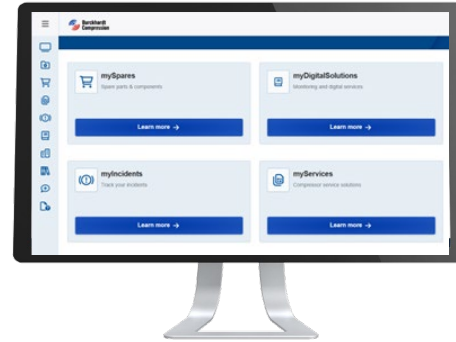 Burckhardt
Compression
mySpares
Spare parts & components
Learn more →
myDigitalSolutions
Monitoring and digital services
Learn more →
myIncidents
Track your incidents
Learn more →
myServices
Compressor service solutions
Learn more →